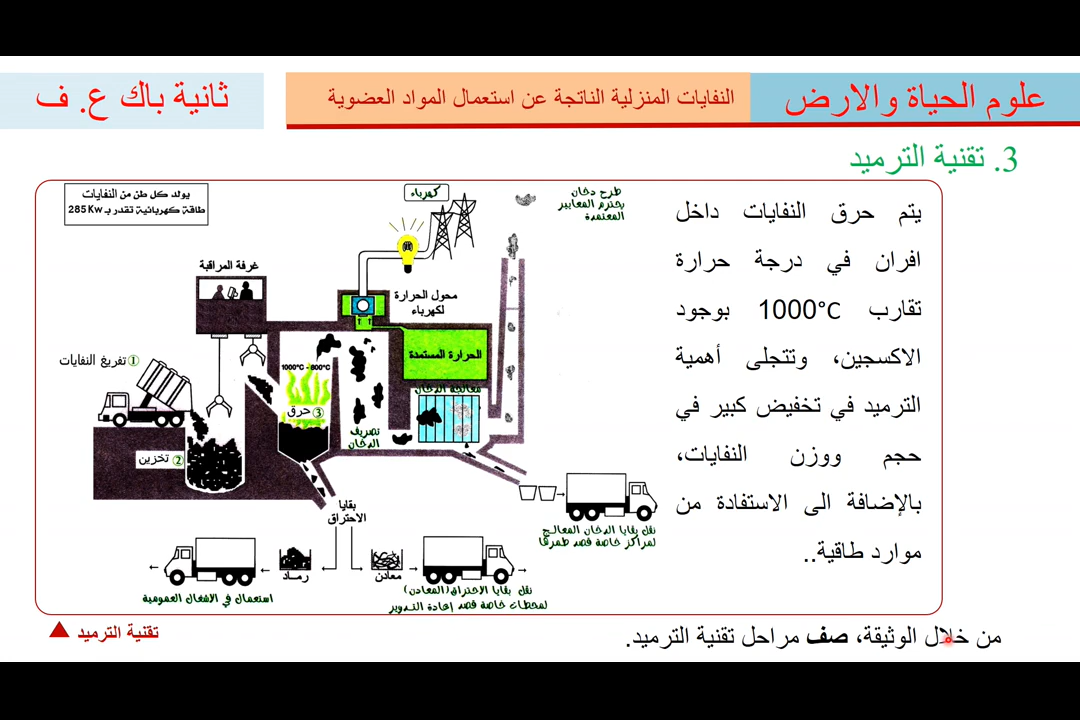 علوم الحياة والارض
النفايات المنزلية الناتجة عن استعمال المواد العضوية
ثانية باك ع. ف
3. تقنية الترميد
يتم حرق النفايات داخل
افران في درجة حرارة
تقارب 1000°C بوجود
الاكسجين، وتتجلى أهمية
الترميد في تخفيض كبير في
حجم ووزن النفايات،
بالإضافة الى الاستفادة من
موارد طاقية..
يولد كل طن من النفايات
طاقة كهربائية تقدر بـ 285Kw
كهرباء
طرح دخان
يحترم المعايير
المعتمدة
غرفة المراقبة
محول الحرارة
لكهرباء
الحرارة المستمدة
① تفريغ النفايات
1000°C - 800°C
معالجة الدخان
③ حرق
تصريف
الدخان
② تخزين
بقايا
الاحتراق
نقل بقايا الدخان المعالج
لمراكز خاصة قصد طمرها
معادن
رماد
نقل بقايا الاحتراق (المعادن)
لمحطات خاصة قصد إعادة التدوير
استعمال في الاشغال العمومية
تقنية الترميد
من خلال الوثيقة، صف مراحل تقنية الترميد.